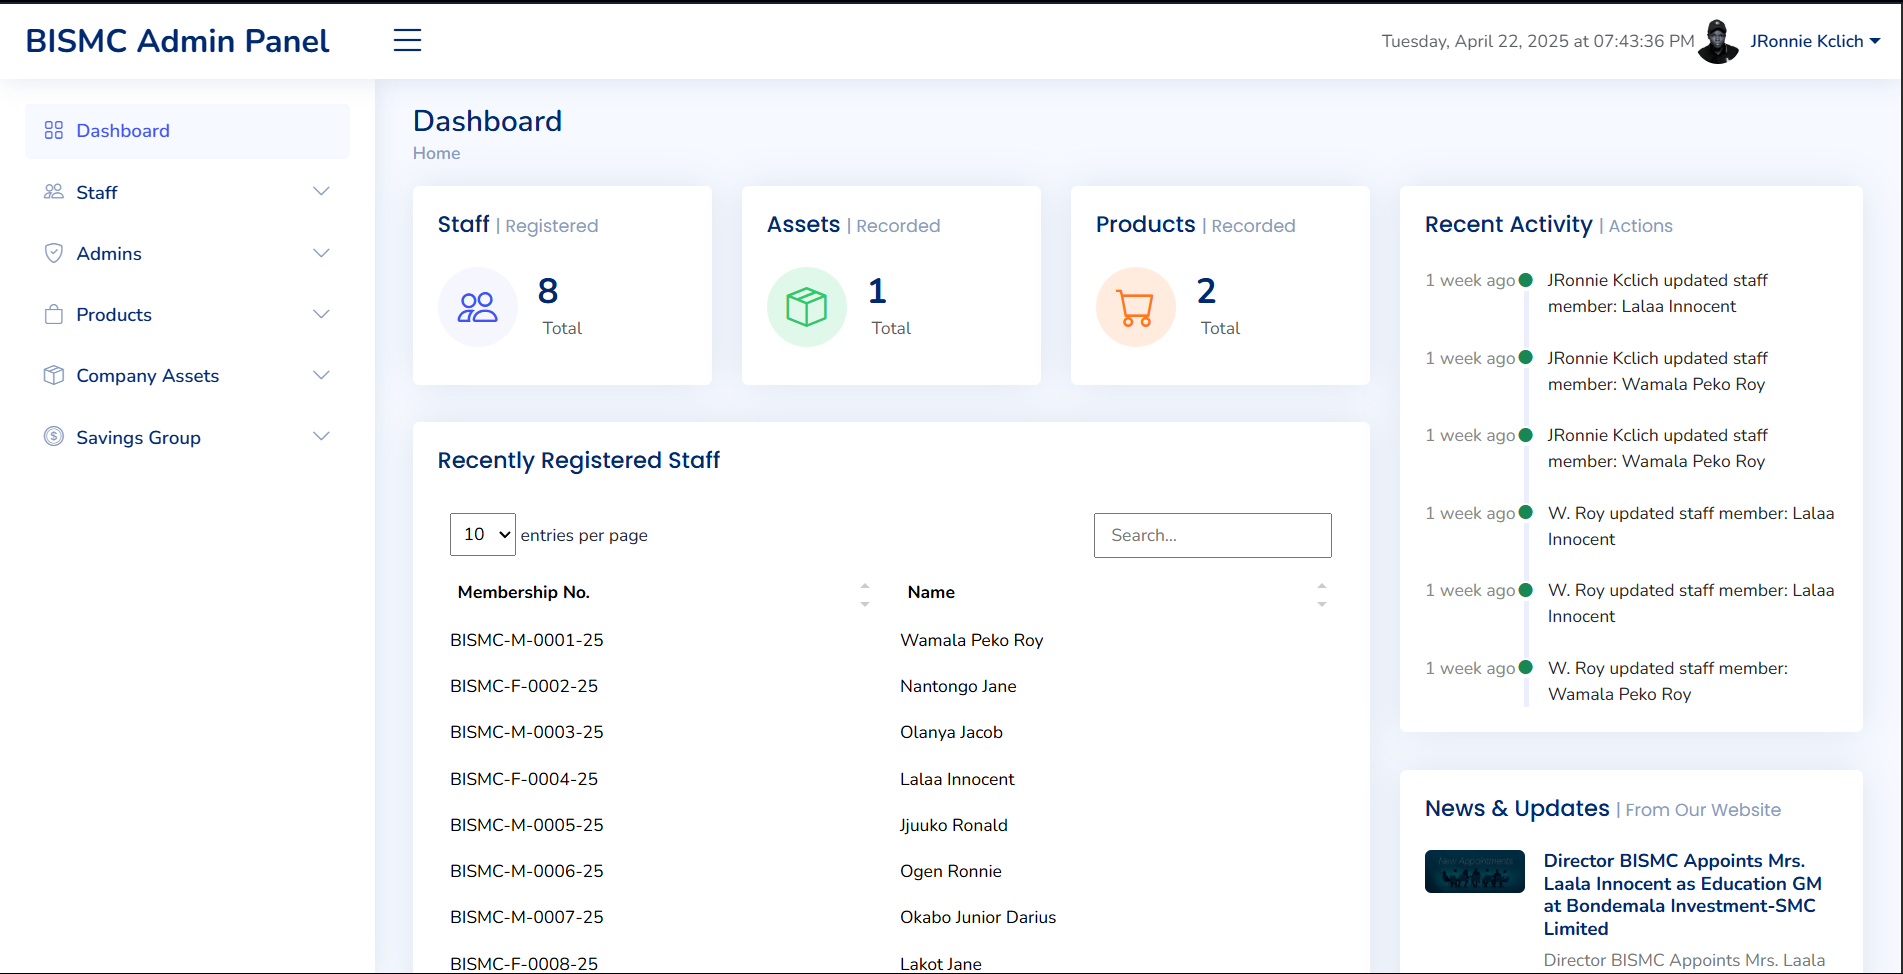 BISMC Admin Panel
Tuesday, April 22, 2025 at 07:43:36 PM
JRonnie Kclich
Dashboard
Staff
Admins
Products
Company Assets
Savings Group
Dashboard
Home
Staff | Registered
8
Total
Assets | Recorded
1
Total
Products | Recorded
2
Total
Recently Registered Staff
10 entries per page
Search...
Membership No. Name
BISMC-M-0001-25 Wamala Peko Roy
BISMC-F-0002-25 Nantongo Jane
BISMC-M-0003-25 Olanya Jacob
BISMC-F-0004-25 Lalaa Innocent
BISMC-M-0005-25 Jjuuko Ronald
BISMC-M-0006-25 Ogen Ronnie
BISMC-M-0007-25 Okabo Junior Darius
BISMC-F-0008-25 Lakot Jane
Recent Activity | Actions
1 week ago JRonnie Kclich updated staff
member: Lalaa Innocent
1 week ago JRonnie Kclich updated staff
member: Wamala Peko Roy
1 week ago JRonnie Kclich updated staff
member: Wamala Peko Roy
1 week ago W. Roy updated staff member: Lalaa
Innocent
1 week ago W. Roy updated staff member: Lalaa
Innocent
1 week ago W. Roy updated staff member:
Wamala Peko Roy
News & Updates | From Our Website
New Appointments
Director BISMC Appoints Mrs.
Laala Innocent as Education GM
at Bondemala Investment-SMC
Limited
Director BISMC Appoints Mrs. Laala